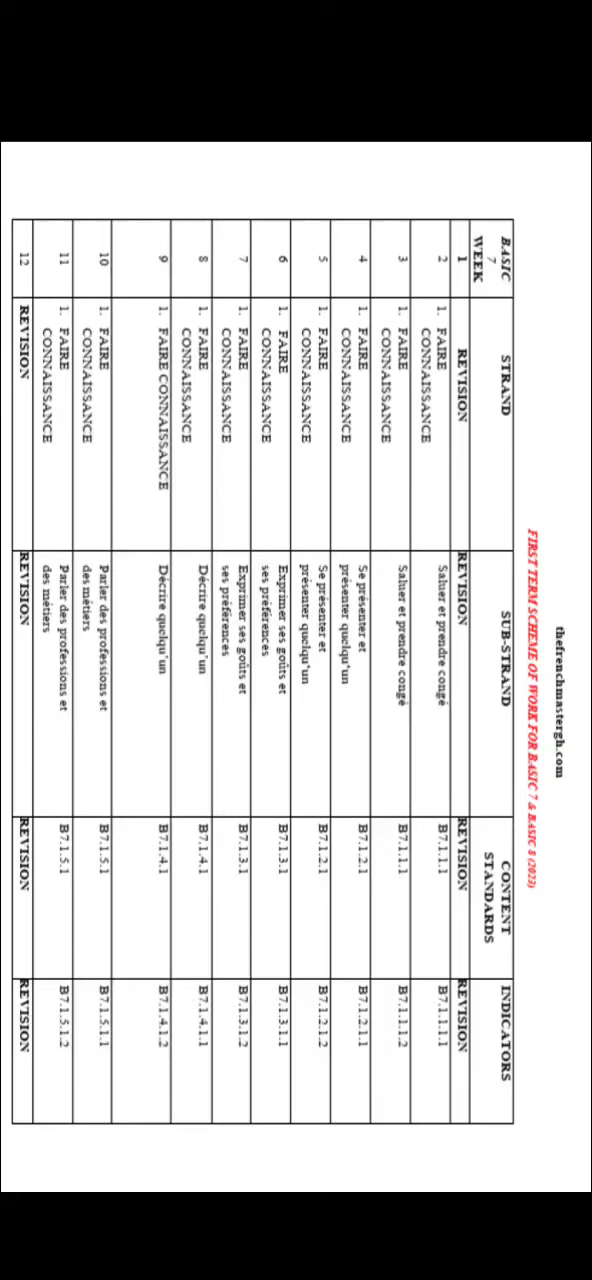 thefrenchmastergh.com
FIRST TERM SCHEME OF WORK FOR BASIC 7 & BASIC 8 (2023)
BASIC 7 WEEK STRAND SUB-STRAND CONTENT STANDARDS INDICATORS
1 REVISION REVISION REVISION REVISION
2 1. FAIRE CONNAISSANCE Saluer et prendre congé B7.1.1.1 B7.1.1.1.1
3 1. FAIRE CONNAISSANCE Saluer et prendre congé B7.1.1.1 B7.1.1.1.2
4 1. FAIRE CONNAISSANCE Se présenter et présenter quelqu'un B7.1.2.1 B7.1.2.1.1
5 1. FAIRE CONNAISSANCE Se présenter et présenter quelqu'un B7.1.2.1 B7.1.2.1.2
6 1. FAIRE CONNAISSANCE Exprimer ses goûts et ses préférences B7.1.3.1 B7.1.3.1.1
7 1. FAIRE CONNAISSANCE Exprimer ses goûts et ses préférences B7.1.3.1 B7.1.3.1.2
8 1. FAIRE CONNAISSANCE Décrire quelqu'un B7.1.4.1 B7.1.4.1.1
9 1. FAIRE CONNAISSANCE Décrire quelqu'un B7.1.4.1 B7.1.4.1.2
10 1. FAIRE CONNAISSANCE Parler des professions et des métiers B7.1.5.1 B7.1.5.1.1
11 1. FAIRE CONNAISSANCE Parler des professions et des métiers B7.1.5.1 B7.1.5.1.2
12 REVISION REVISION REVISION REVISION